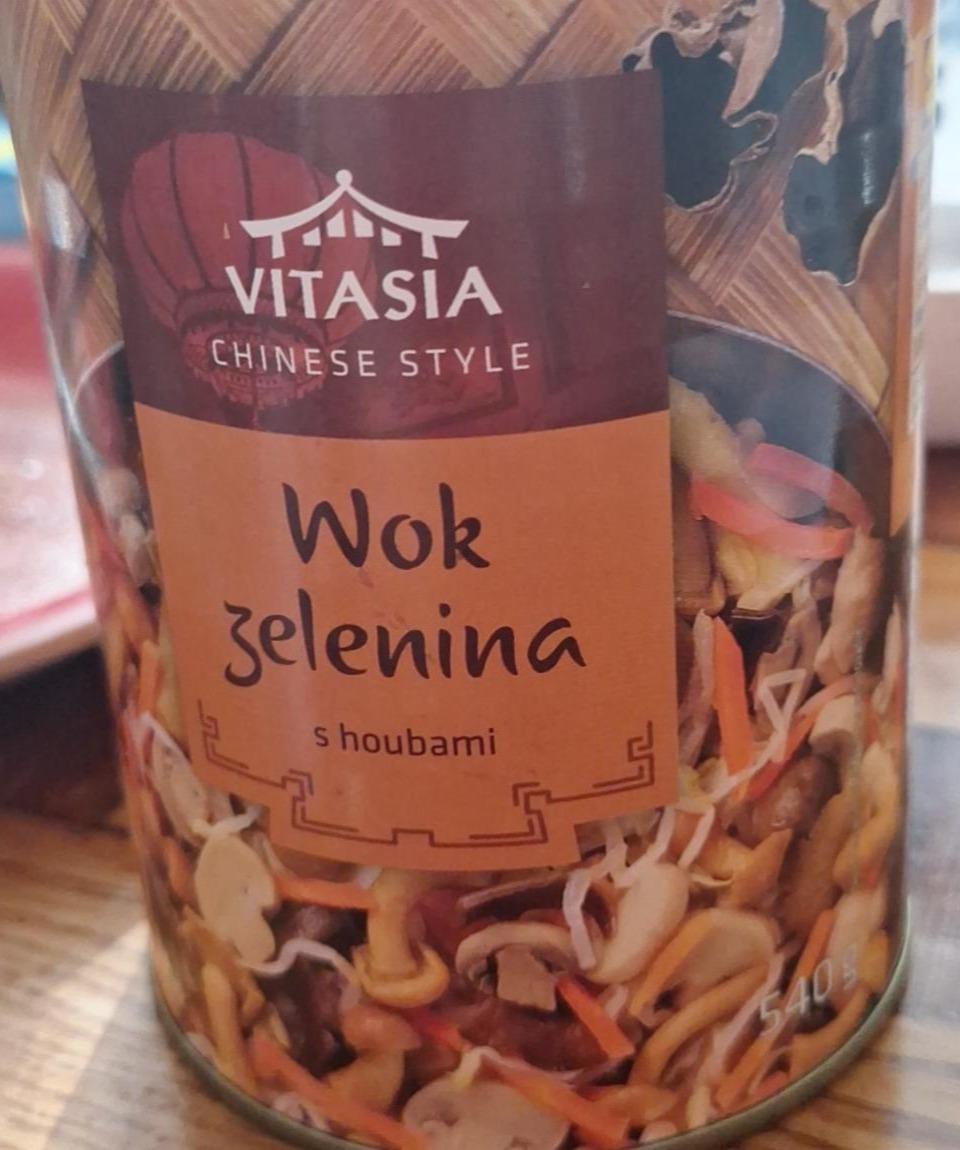 VITASIA
CHINESE STYLE
Wok
zelenina
s houbami
540 g